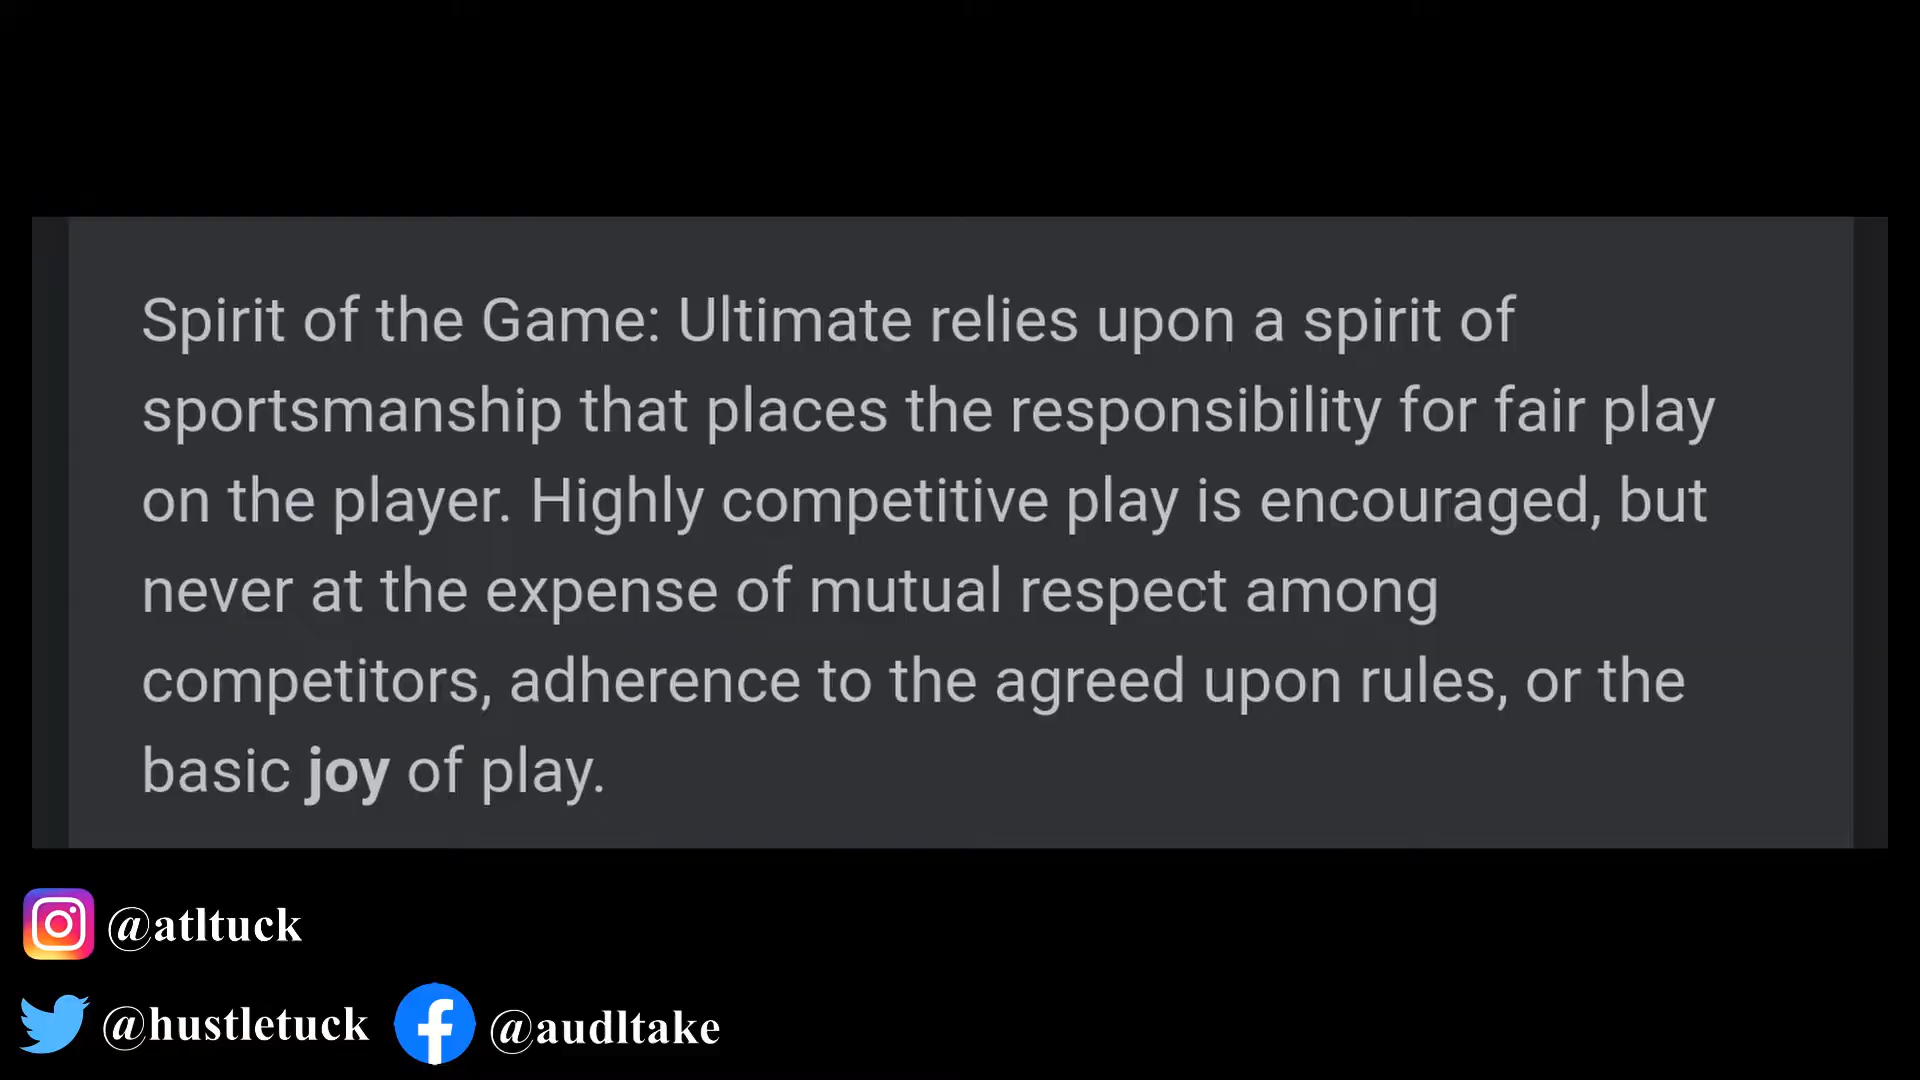 Spirit of the Game: Ultimate relies upon a spirit of
sportsmanship that places the responsibility for fair play
on the player. Highly competitive play is encouraged, but
never at the expense of mutual respect among
competitors, adherence to the agreed upon rules, or the
basic joy of play.
@atltuck
@hustletuck @audltake